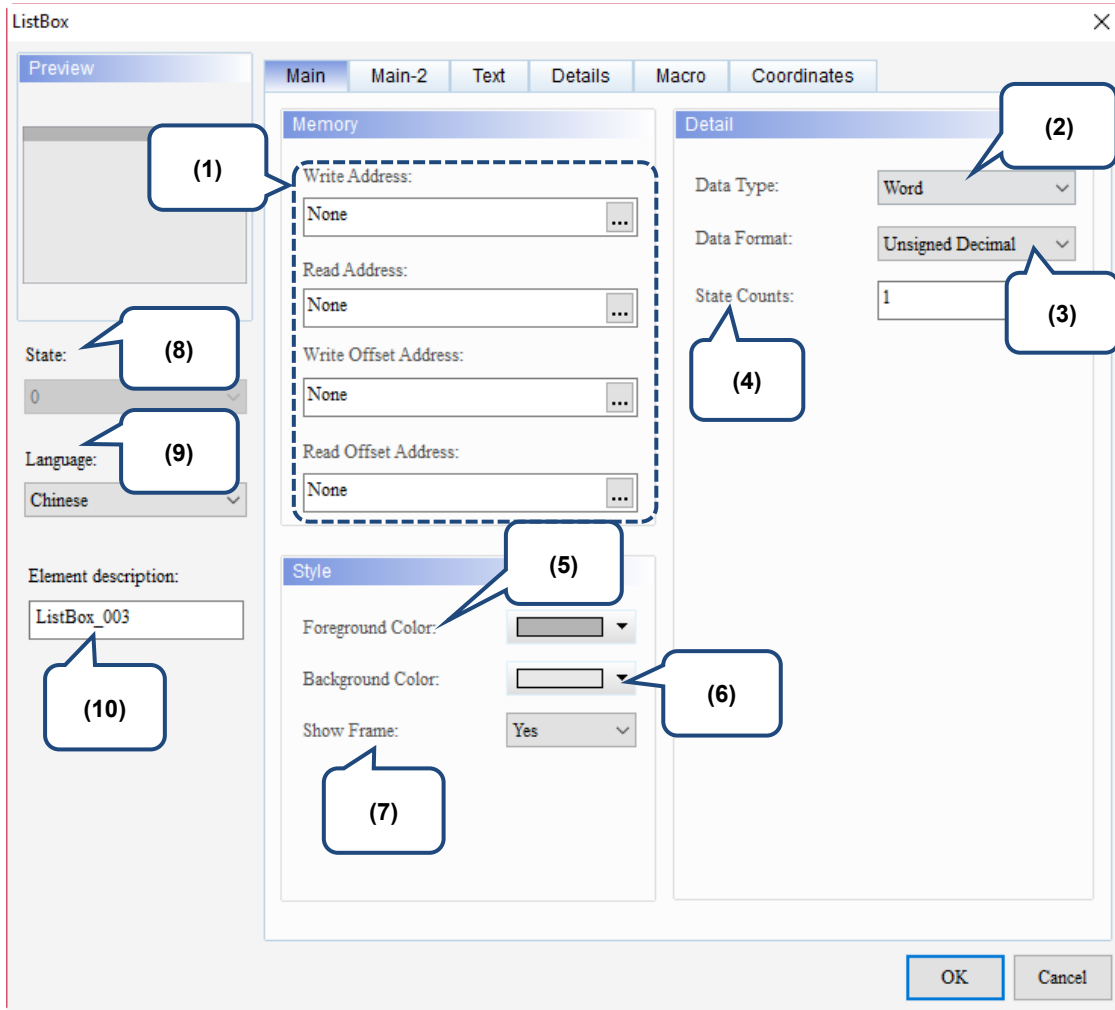 ListBox
Preview
Main Main-2 Text Details Macro Coordinates
Memory
Detail
(1)
(2)
Write Address:
None
...
Data Type:
Word
Read Address:
None
...
Data Format:
Unsigned Decimal
(3)
State Counts:
1
(4)
Write Offset Address:
None
...
Read Offset Address:
None
...
State:
(8)
0
Language:
(9)
Chinese
Element description:
ListBox_003
(10)
Style
(5)
Foreground Color:
Background Color:
(6)
Show Frame:
Yes
(7)
OK
Cancel